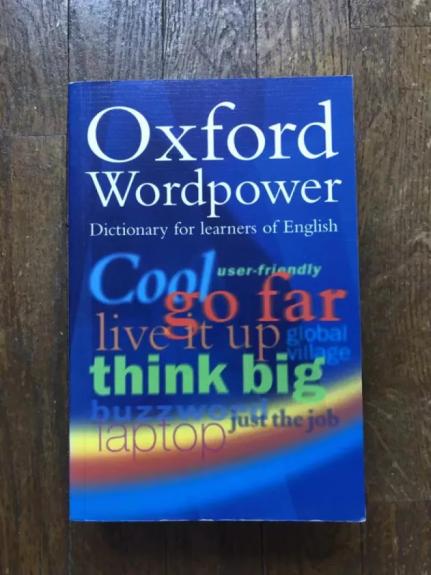 Oxford
Wordpower
Dictionary for learners of English
Cool
user-friendly
go far
live it up
global
village
think big
buzzword
just the job
laptop